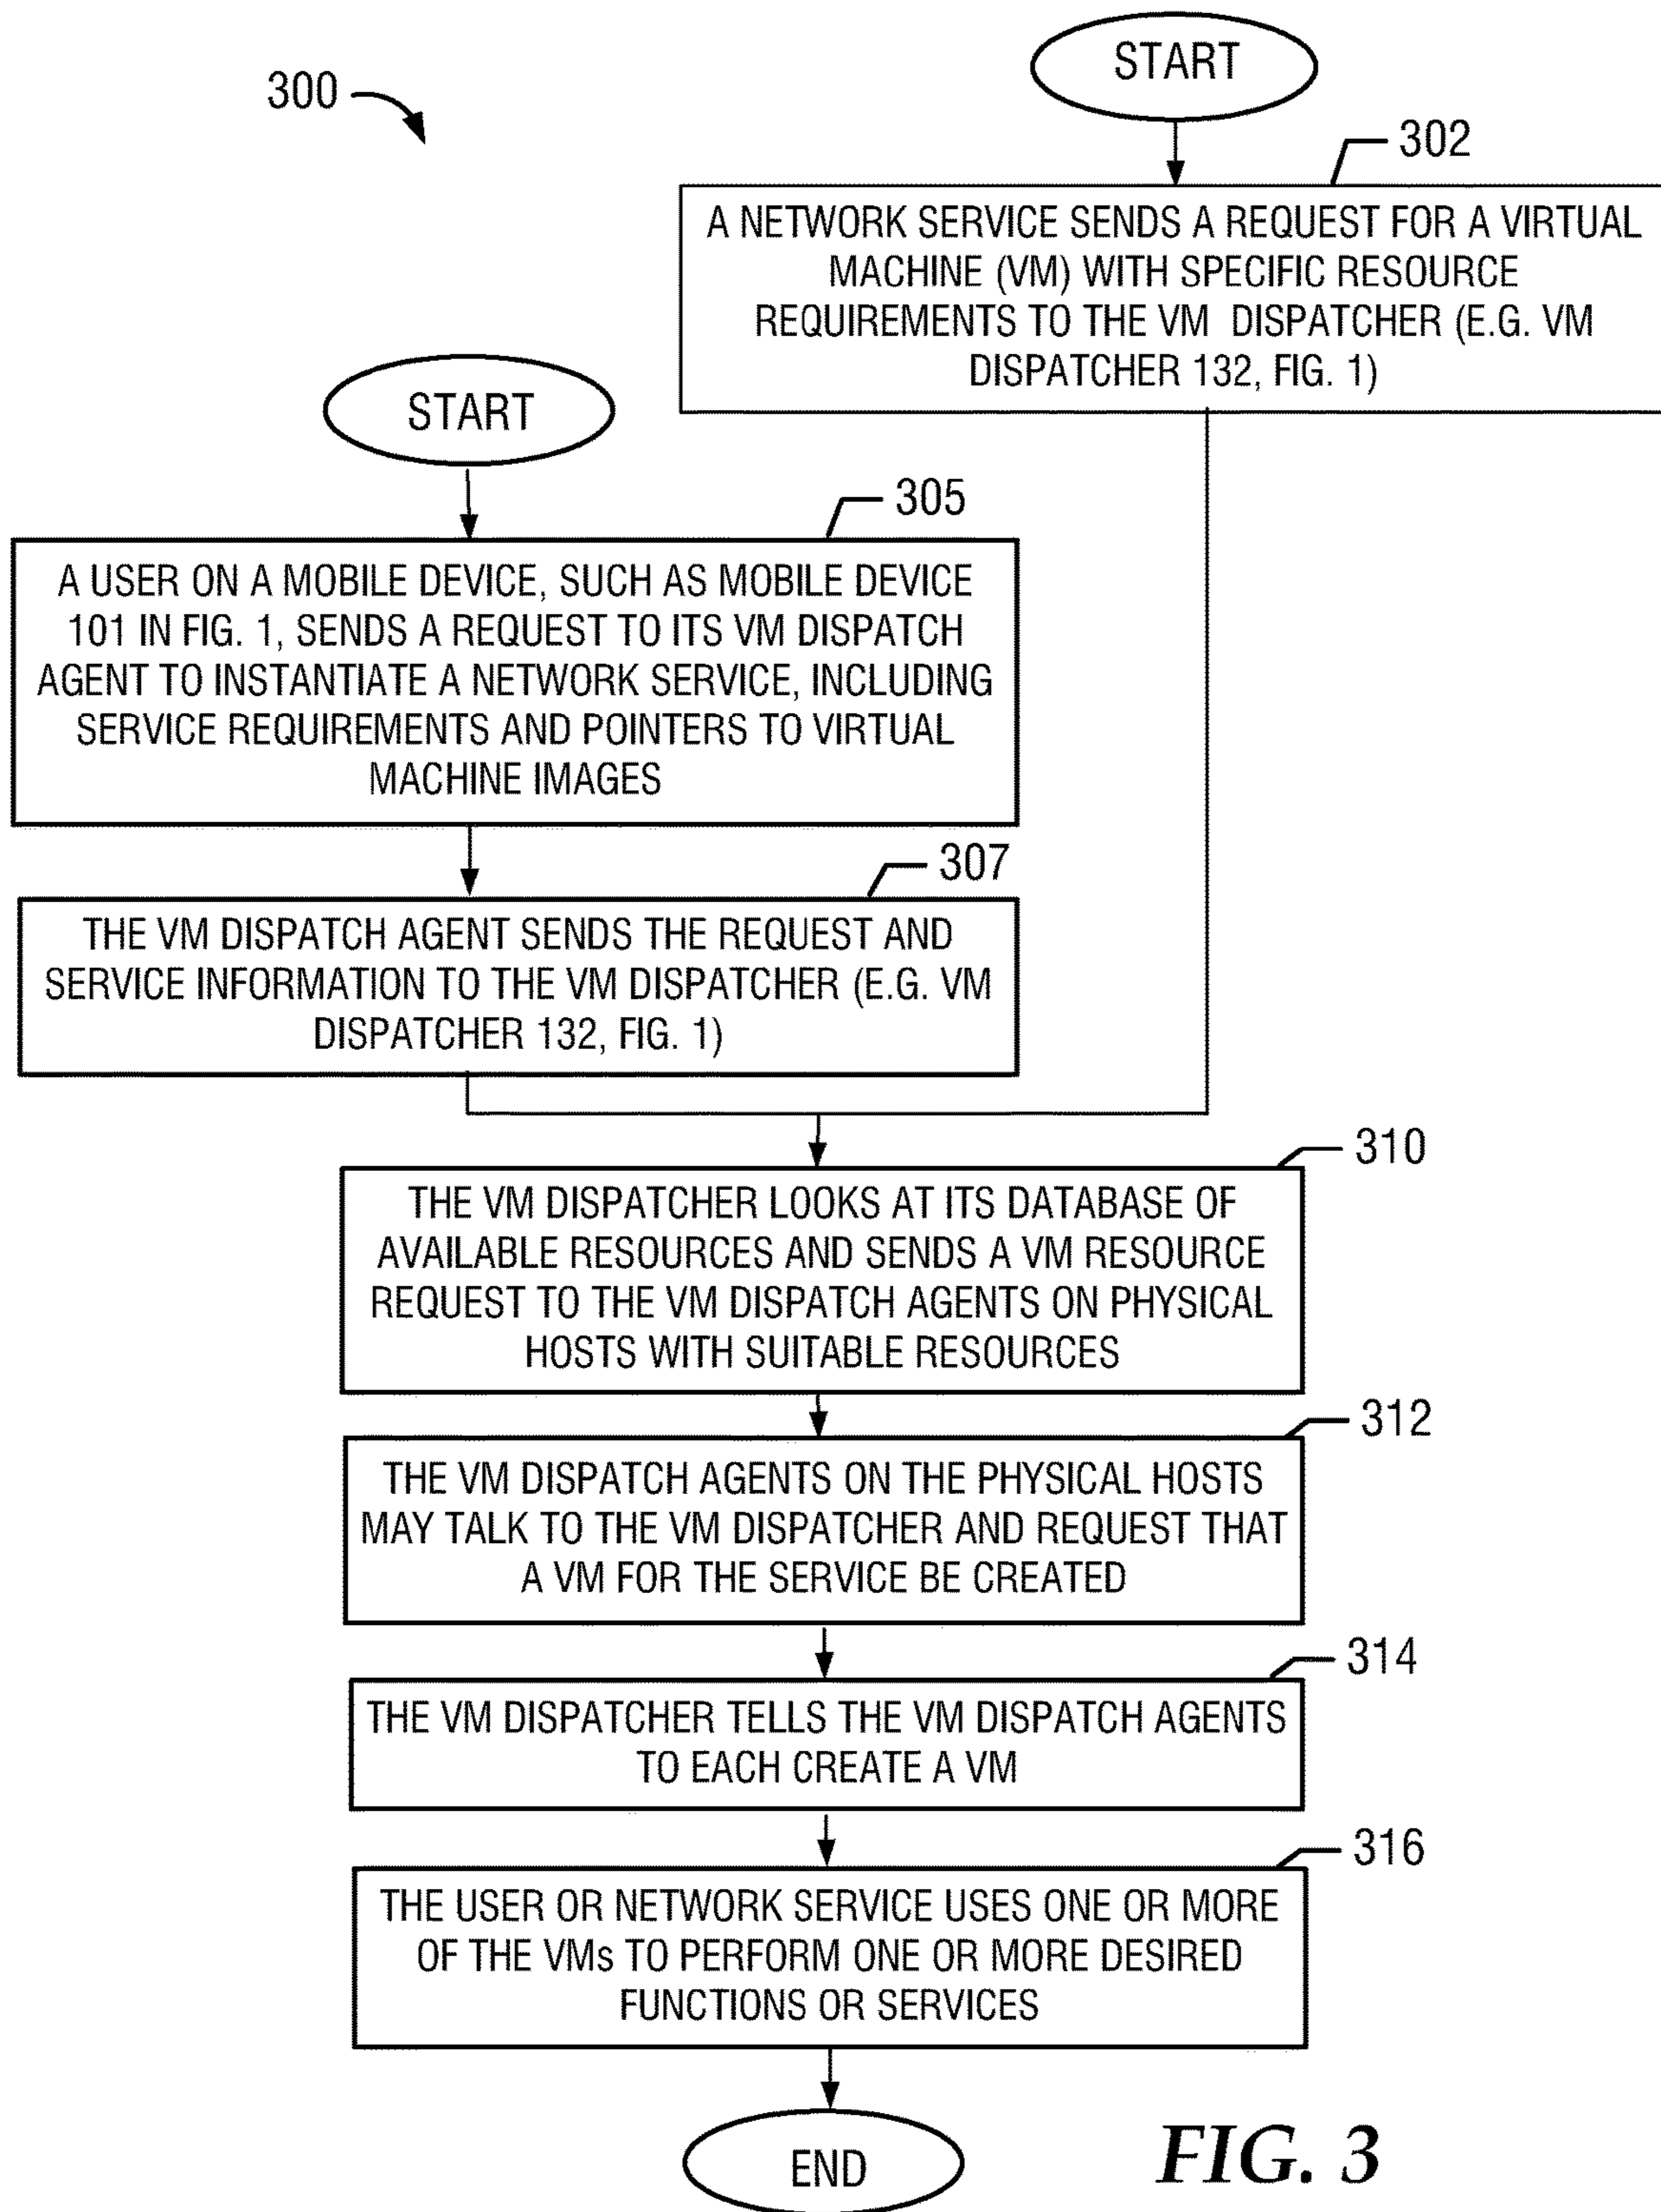 300
START
302
A NETWORK SERVICE SENDS A REQUEST FOR A VIRTUAL
MACHINE (VM) WITH SPECIFIC RESOURCE
REQUIREMENTS TO THE VM DISPATCHER (E.G. VM
DISPATCHER 132, FIG. 1)
START
305
A USER ON A MOBILE DEVICE, SUCH AS MOBILE DEVICE
101 IN FIG. 1, SENDS A REQUEST TO ITS VM DISPATCH
AGENT TO INSTANTIATE A NETWORK SERVICE, INCLUDING
SERVICE REQUIREMENTS AND POINTERS TO VIRTUAL
MACHINE IMAGES
307
THE VM DISPATCH AGENT SENDS THE REQUEST AND
SERVICE INFORMATION TO THE VM DISPATCHER (E.G. VM
DISPATCHER 132, FIG. 1)
310
THE VM DISPATCHER LOOKS AT ITS DATABASE OF
AVAILABLE RESOURCES AND SENDS A VM RESOURCE
REQUEST TO THE VM DISPATCH AGENTS ON PHYSICAL
HOSTS WITH SUITABLE RESOURCES
312
THE VM DISPATCH AGENTS ON THE PHYSICAL HOSTS
MAY TALK TO THE VM DISPATCHER AND REQUEST THAT
A VM FOR THE SERVICE BE CREATED
314
THE VM DISPATCHER TELLS THE VM DISPATCH AGENTS
TO EACH CREATE A VM
316
THE USER OR NETWORK SERVICE USES ONE OR MORE
OF THE VMs TO PERFORM ONE OR MORE DESIRED
FUNCTIONS OR SERVICES
END
FIG. 3